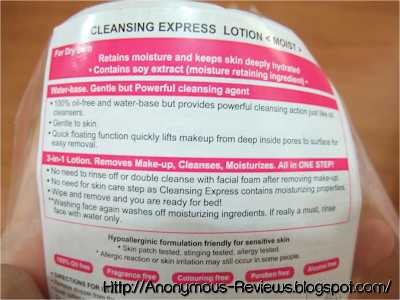 CLEANSING EXPRESS LOTION < MOIST >
For Dry Skin
Retains moisture and keeps skin deeply hydrated
• Contains soy extract (moisture retaining ingredient) •
Water-base. Gentle but Powerful cleansing agent
• 100% oil-free and water-base but provides powerful cleansing action just like oil
cleansers.
• Gentle to skin.
• Quick floating function quickly lifts makeup from deep inside pores to surface for
easy removal.
3-in-1 Lotion. Removes Make-up, Cleanses, Moisturizes. All in ONE STEP!
• No need to rinse off or double cleanse with facial foam after removing make-up.
• No need for skin care step as Cleansing Express contains moisturizing properties.
• Wipe and remove and you are ready for bed!
**Washing face again washes off moisturizing ingredients. If really a must, rinse
face with water only.
Hypoallergenic formulation friendly for sensitive skin
* Skin patch tested, stinging tested, allergy tested.
* Allergic reaction or skin irritation may still occur in some people.
100% Oil free
Fragrance free
Colouring free
Paraben free
Alcohol free
DIRECTIONS FOR
stopper from the
http://Anonymous-Reviews.blogspot.com/